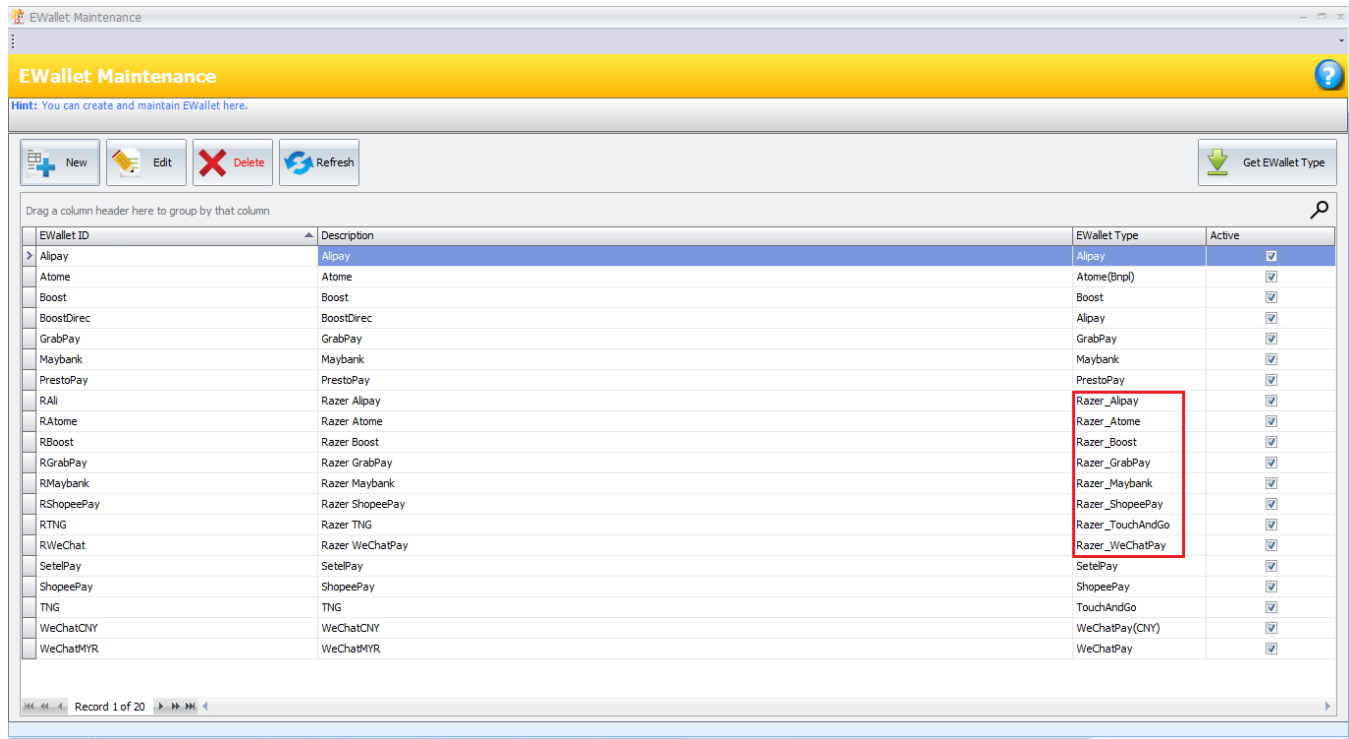 EWallet Maintenance
EWallet Maintenance
Hint: You can create and maintain EWallet here.
New Edit Delete Refresh Get EWallet Type
Drag a column header here to group by that column
EWallet ID Description EWallet Type Active
Alipay Alipay Alipay
Atome Atome Atome(Bnpl)
Boost Boost Boost
BoostDirec BoostDirec Alipay
GrabPay GrabPay GrabPay
Maybank Maybank Maybank
PrestoPay PrestoPay PrestoPay
RAli Razer Alipay Razer_Alipay
RAtome Razer Atome Razer_Atome
RBoost Razer Boost Razer_Boost
RGrabPay Razer GrabPay Razer_GrabPay
RMaybank Razer Maybank Razer_Maybank
RShopeePay Razer ShopeePay Razer_ShopeePay
RTNG Razer TNG Razer_TouchAndGo
RWeChat Razer WeChatPay Razer_WeChatPay
SetelPay SetelPay SetelPay
ShopeePay ShopeePay ShopeePay
TNG TNG TouchAndGo
WeChatCNY WeChatCNY WeChatPay(CNY)
WeChatMYR WeChatMYR WeChatPay
Record 1 of 20